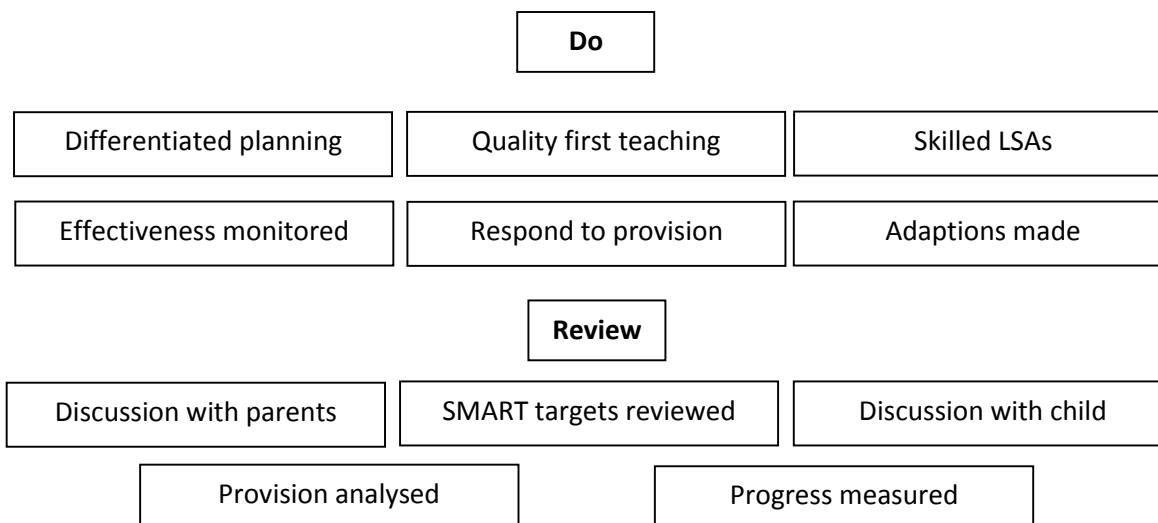 Do
Differentiated planning
Quality first teaching
Skilled LSAs
Effectiveness monitored
Respond to provision
Adaptions made
Review
Discussion with parents
SMART targets reviewed
Discussion with child
Provision analysed
Progress measured